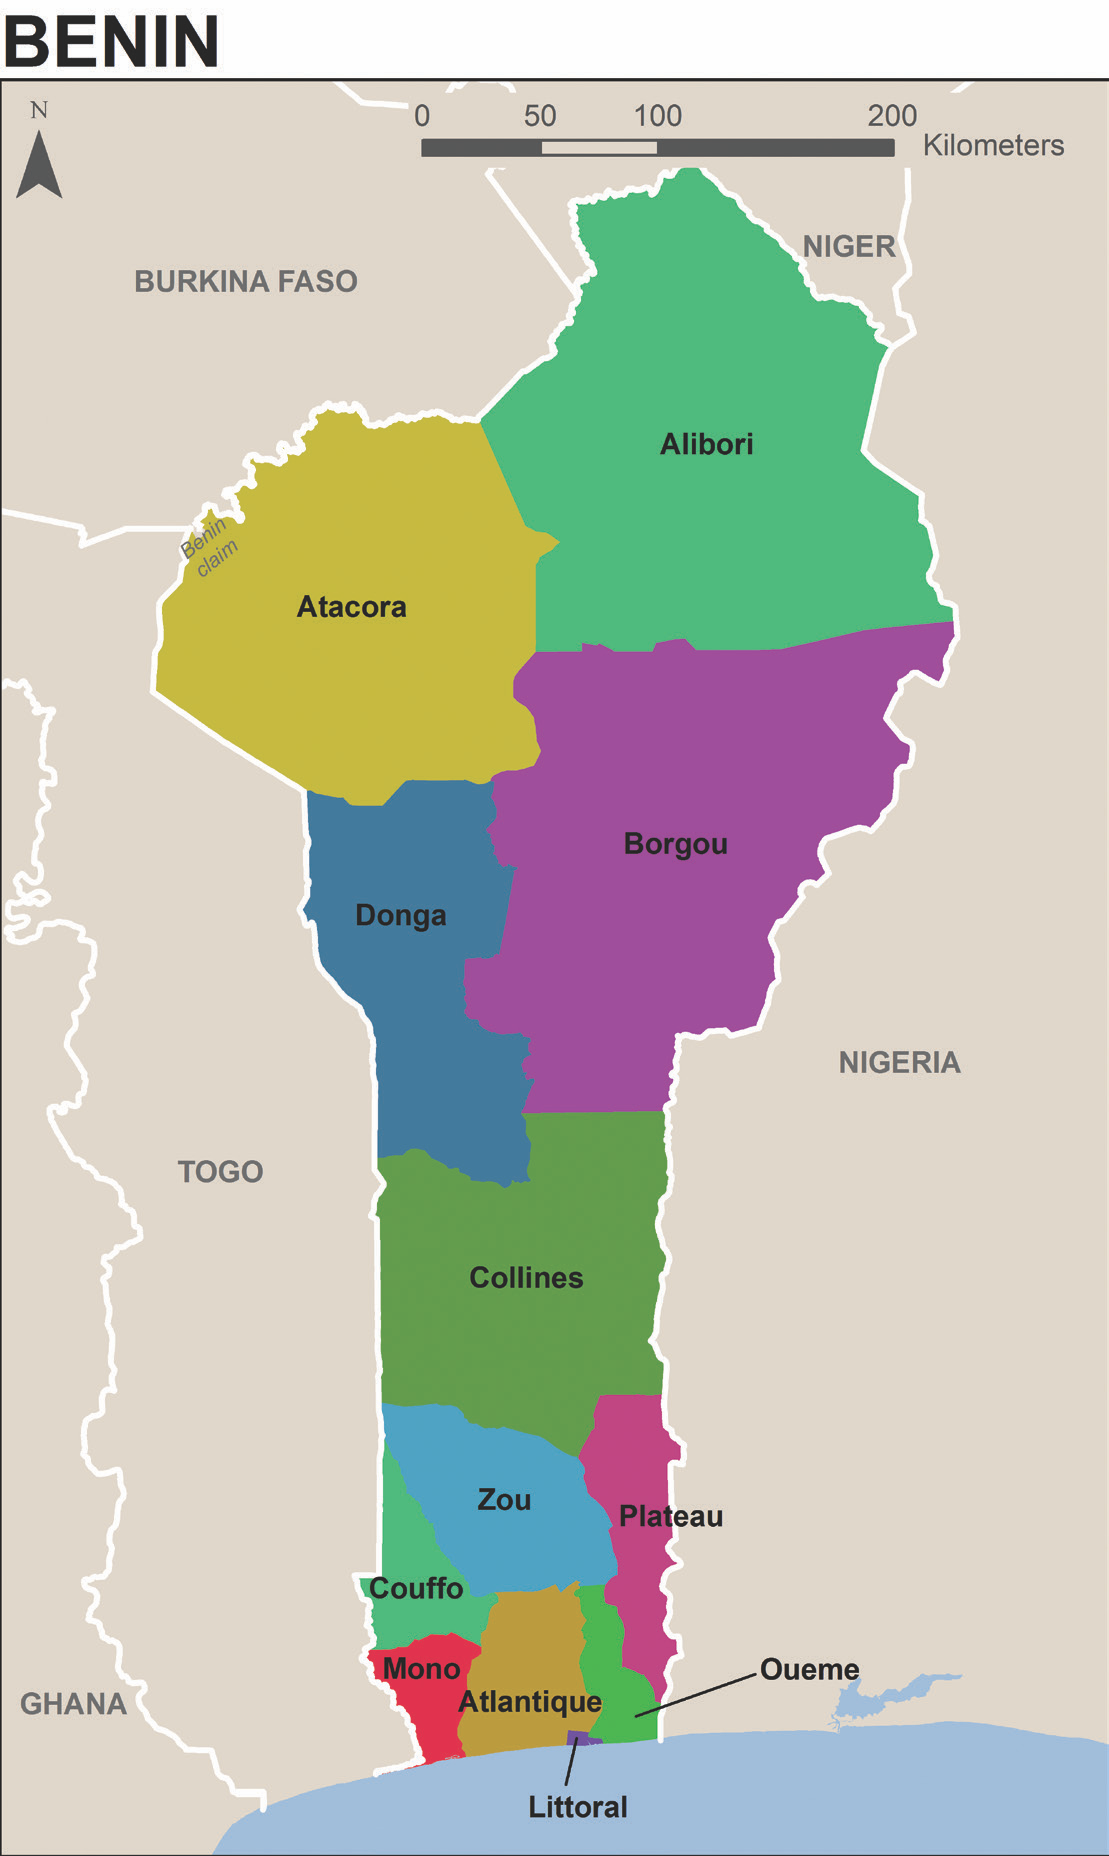 BENIN
N
0 50 100 200
Kilometers
NIGER
BURKINA FASO
Alibori
Benin
claim
Atacora
Borgou
Donga
NIGERIA
TOGO
Collines
Zou
Plateau
Couffo
Mono
Oueme
Atlantique
GHANA
Littoral